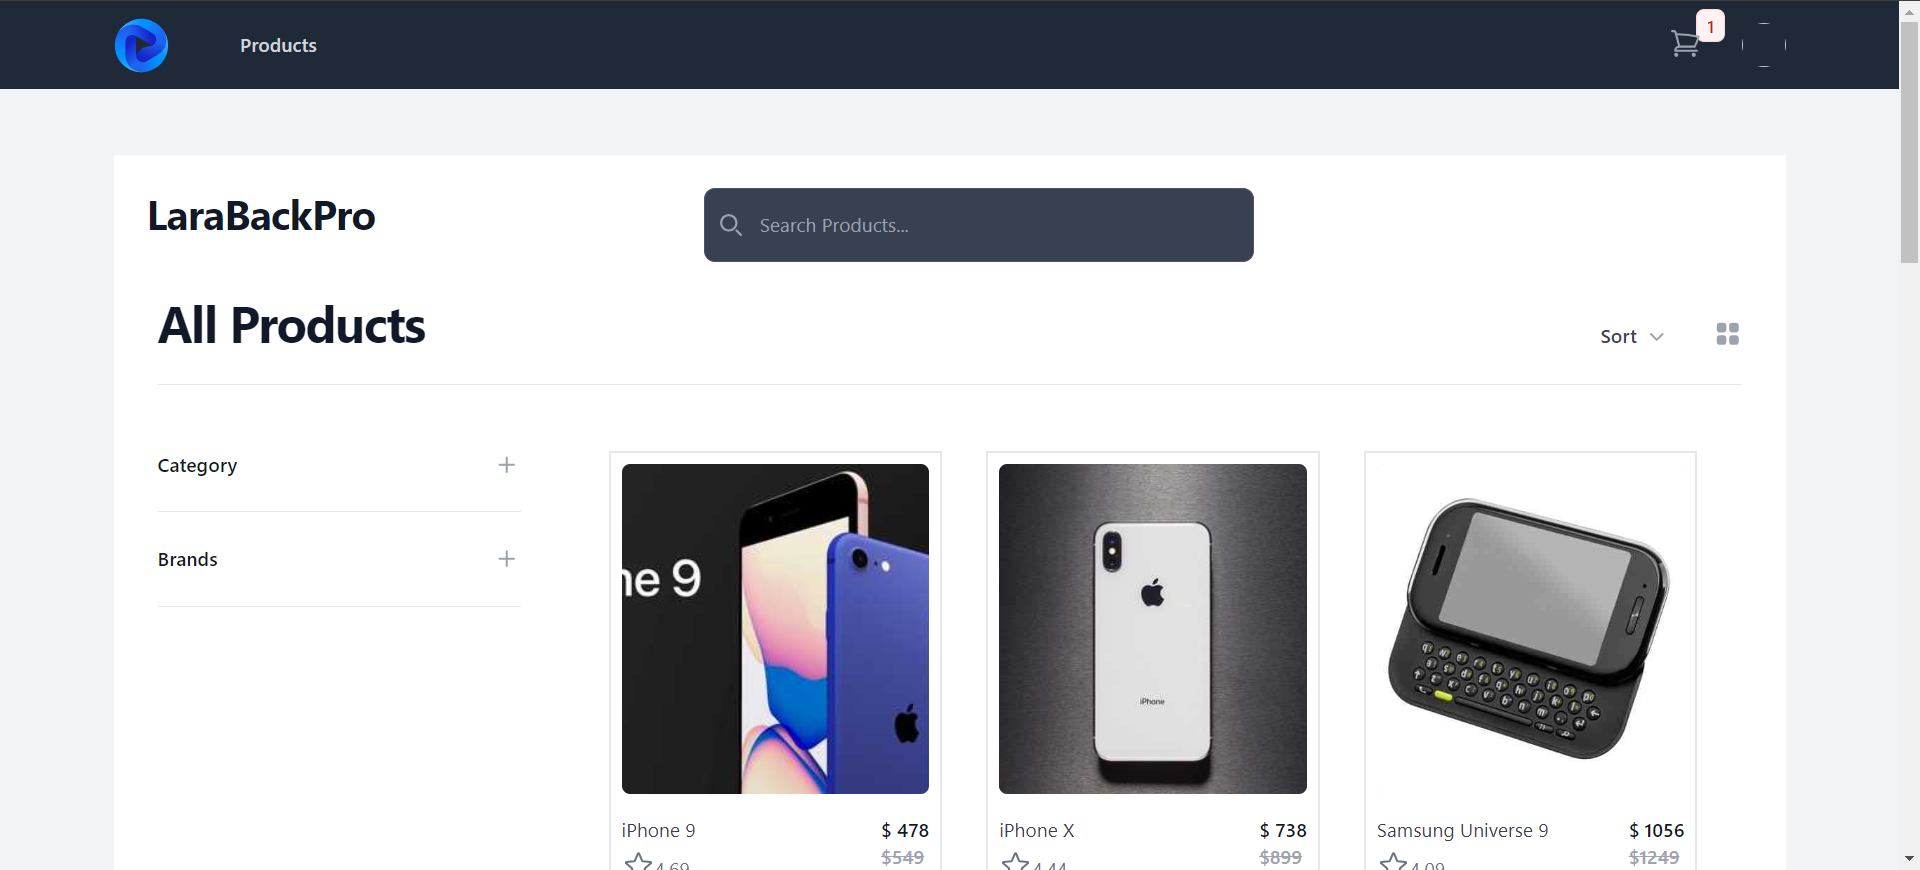 Products
1
LaraBackPro
Search Products...
All Products
Sort
Category
Brands
ne 9
iPhone
iPhone 9 $ 478
4.69 $549
iPhone X $ 738
4.44 $899
Samsung Universe 9 $ 1056
4.09 $1249